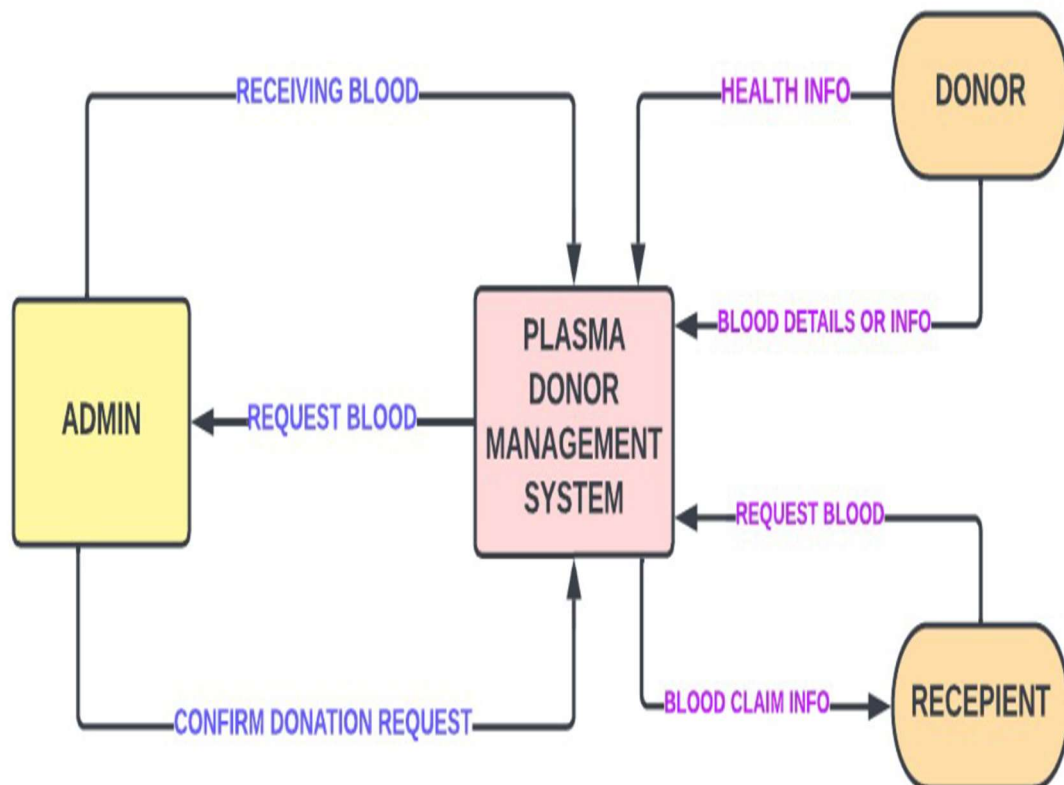 RECEIVING BLOOD
HEALTH INFO
DONOR
BLOOD DETAILS OR INFO
PLASMA
DONOR
MANAGEMENT
SYSTEM
ADMIN
REQUEST BLOOD
REQUEST BLOOD
BLOOD CLAIM INFO
RECEPIENT
CONFIRM DONATION REQUEST